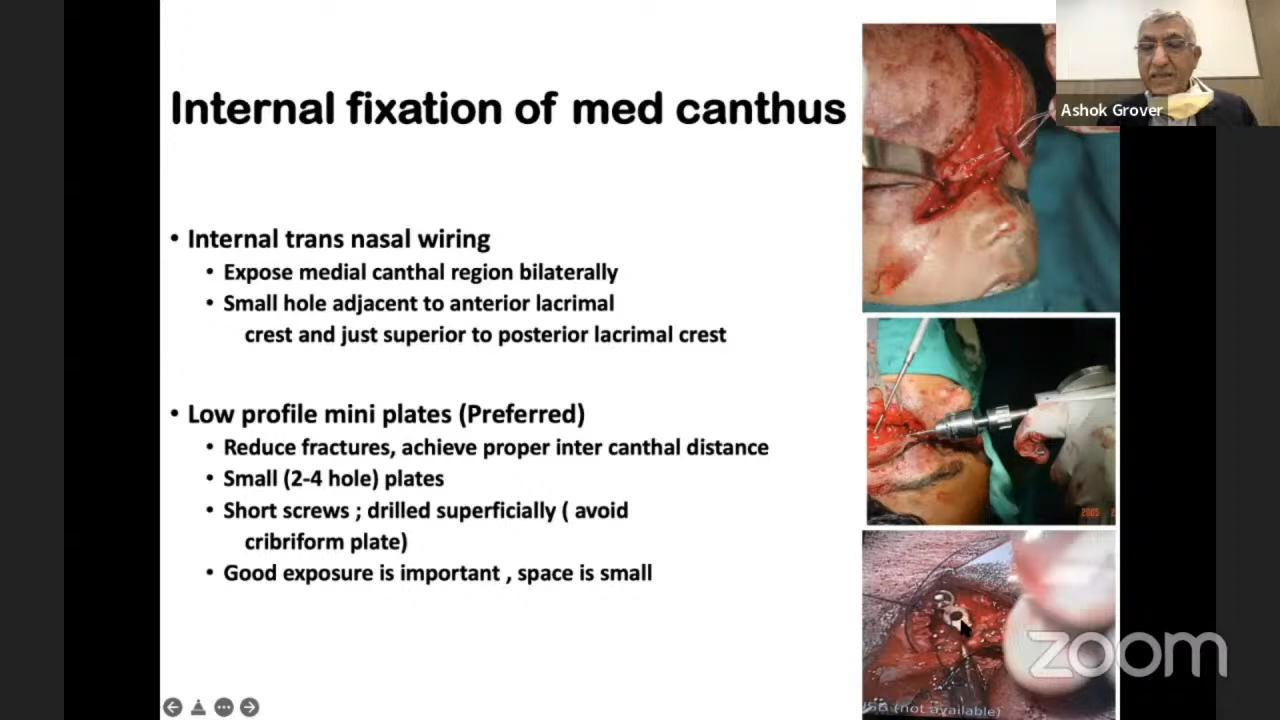 Internal fixation of med canthus
Ashok Grover
• Internal trans nasal wiring
• Expose medial canthal region bilaterally
• Small hole adjacent to anterior lacrimal
crest and just superior to posterior lacrimal crest
• Low profile mini plates (Preferred)
• Reduce fractures, achieve proper inter canthal distance
• Small (2-4 hole) plates
• Short screws ; drilled superficially ( avoid
cribriform plate)
• Good exposure is important , space is small
2005
(not available)
zoom